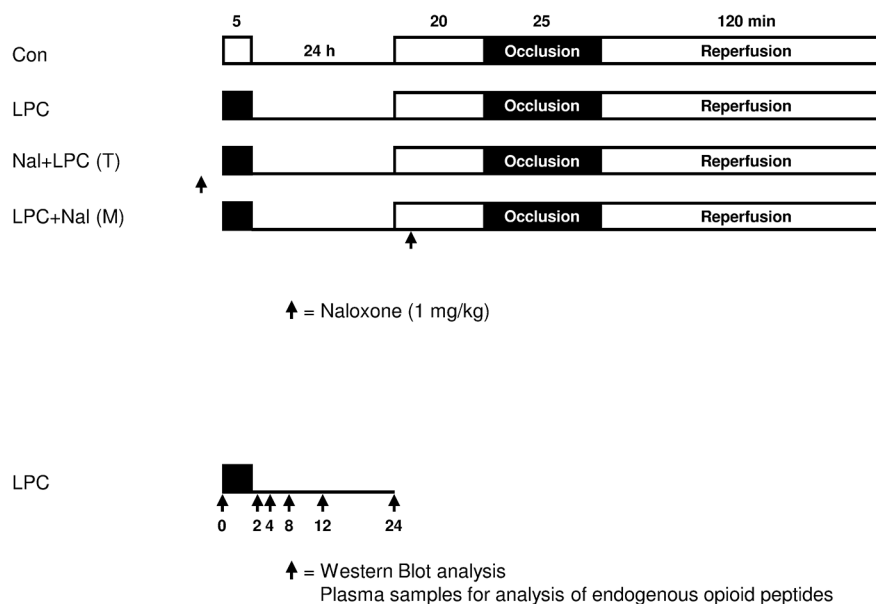 5 20 25 120 min
Con 24 h Occlusion Reperfusion
LPC Occlusion Reperfusion
Nal+LPC (T) Occlusion Reperfusion
LPC+Nal (M) Occlusion Reperfusion
= Naloxone (1 mg/kg)
LPC
0 2 4 8 12 24
= Western Blot analysis
Plasma samples for analysis of endogenous opioid peptides